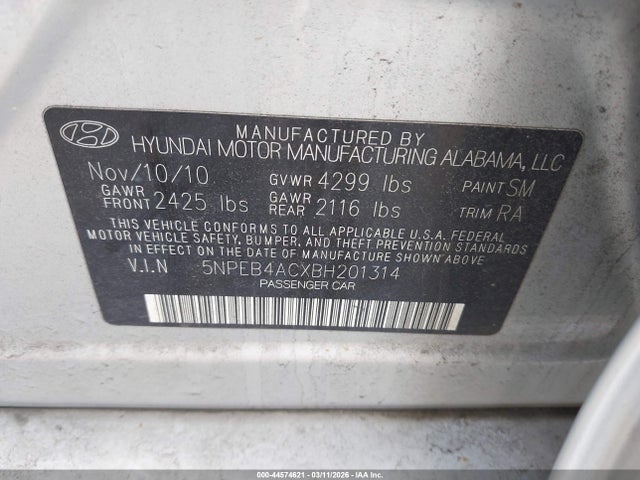 MANUFACTURED BY
HYUNDAI MOTOR MANUFACTURING ALABAMA, LLC
Nov/10/10 GVWR 4299 lbs PAINT SM
GAWR FRONT 2425 lbs GAWR REAR 2116 lbs TRIM RA
THIS VEHICLE CONFORMS TO ALL APPLICABLE U.S.A. FEDERAL
MOTOR VEHICLE SAFETY, BUMPER, AND THEFT PREVENTION STANDARDS
IN EFFECT ON THE DATE OF MANUFACTURE SHOWN ABOVE
V.I.N 5NPEB4ACXBH201314
PASSENGER CAR
000-44574621 - 03/11/2026 - IAAI.COM